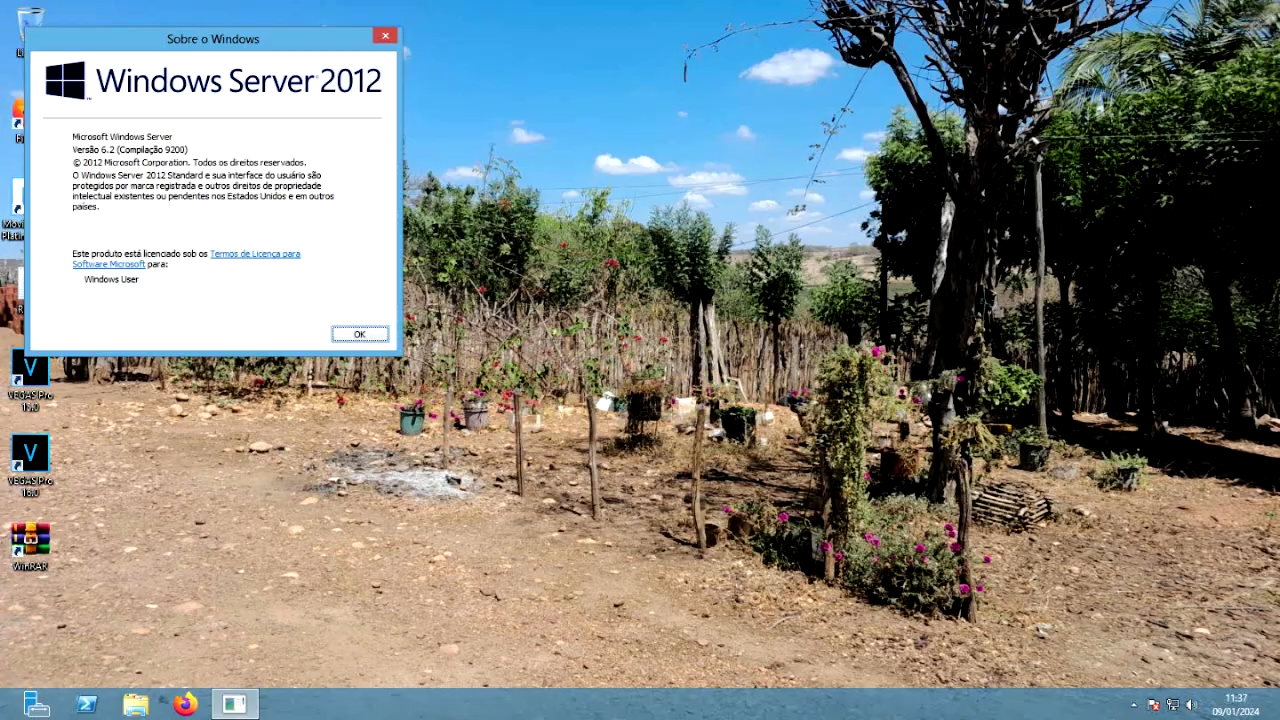 Sobre o Windows
Windows Server 2012
Microsoft Windows Server
Versão 6.2 (Compilação 9200)
© 2012 Microsoft Corporation. Todos os direitos reservados.
O Windows Server 2012 Standard e sua interface do usuário são
protegidos por marca registrada e outros direitos de propriedade
intelectual existentes ou pendentes nos Estados Unidos e em outros
países.
Este produto está licenciado sob os Termos de Licença para
Software Microsoft para:
Windows User
OK
VEGAS Pro
VEGAS Pro
16.0
WinRAR
11:37
09/01/2024